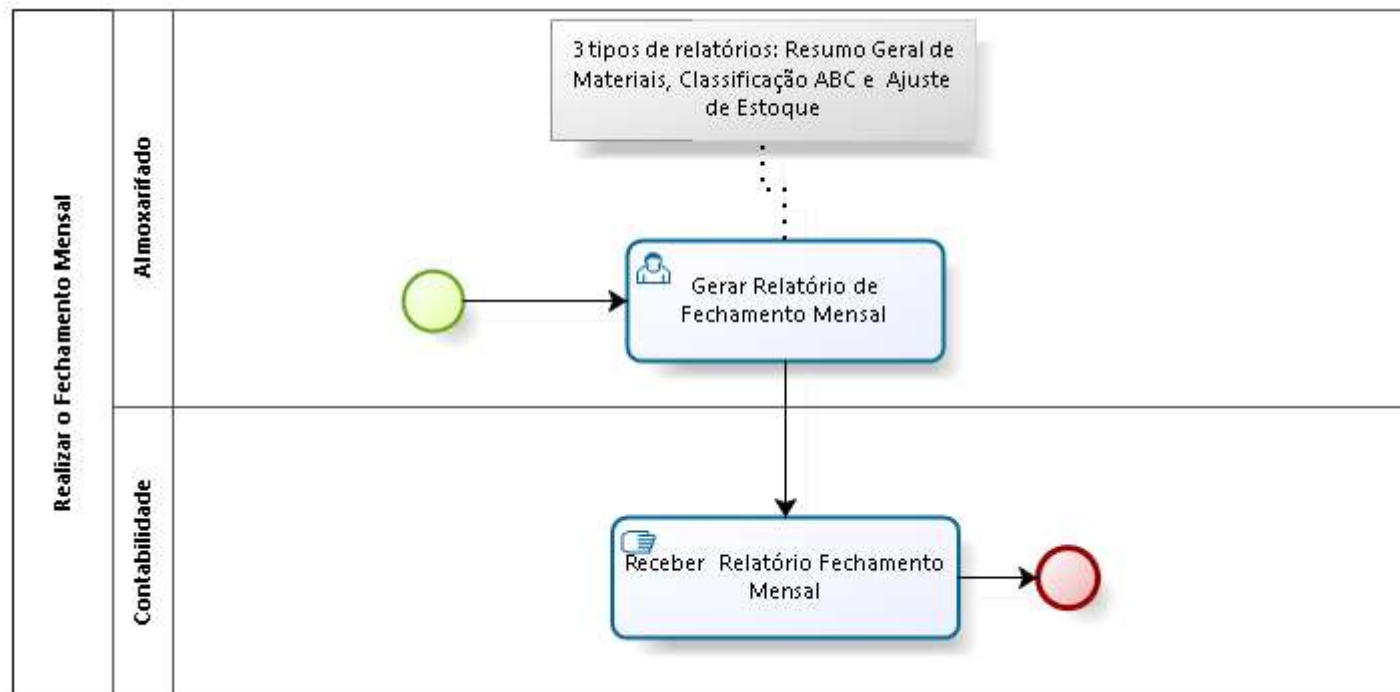 Realizar o Fechamento Mensal
Almoxarifado
3 tipos de relatórios: Resumo Geral de
Materiais, Classificação ABC e Ajuste
de Estoque
Gerar Relatório de
Fechamento Mensal
Contabilidade
Receber Relatório Fechamento
Mensal